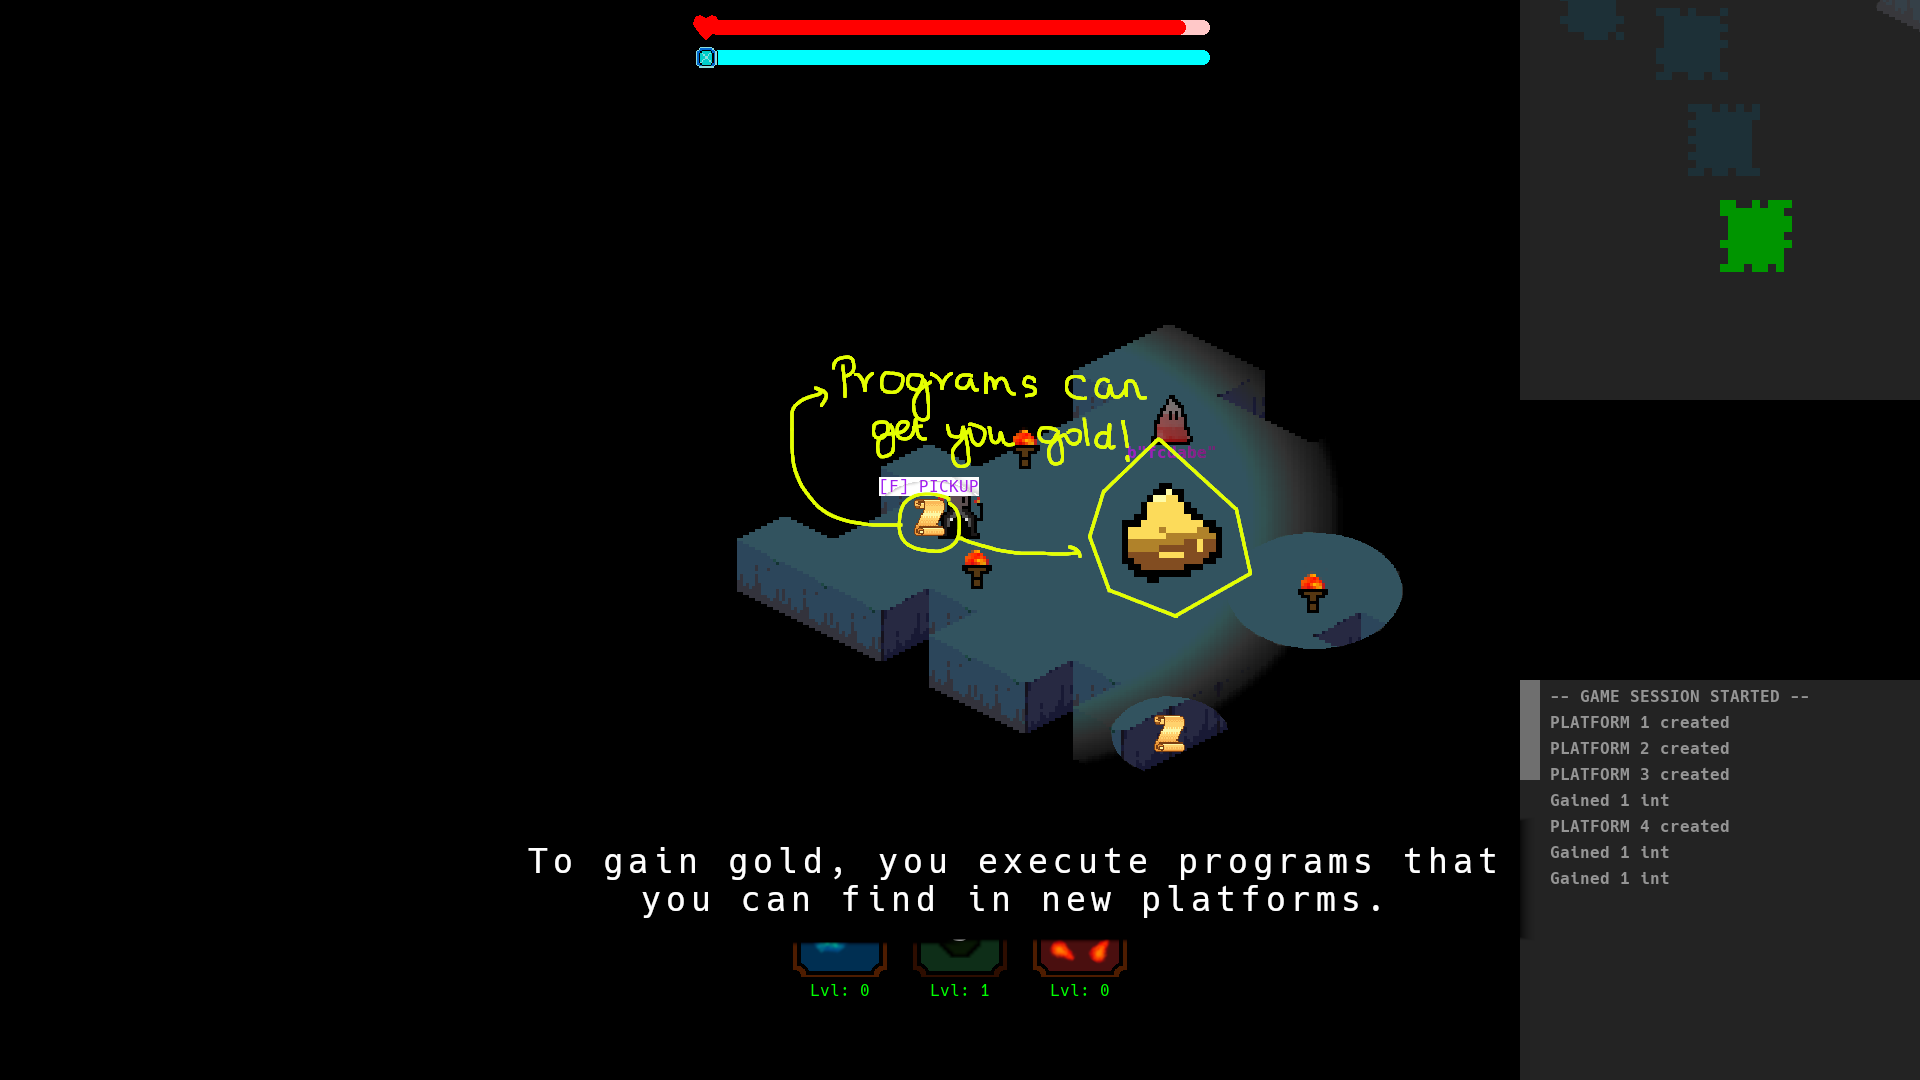 Programs can
get you gold!
[F] PICKUP
To gain gold, you execute programs that
you can find in new platforms.
Lvl: 0
Lvl: 1
Lvl: 0
-- GAME SESSION STARTED --
PLATFORM 1 created
PLATFORM 2 created
PLATFORM 3 created
Gained 1 int
PLATFORM 4 created
Gained 1 int
Gained 1 int